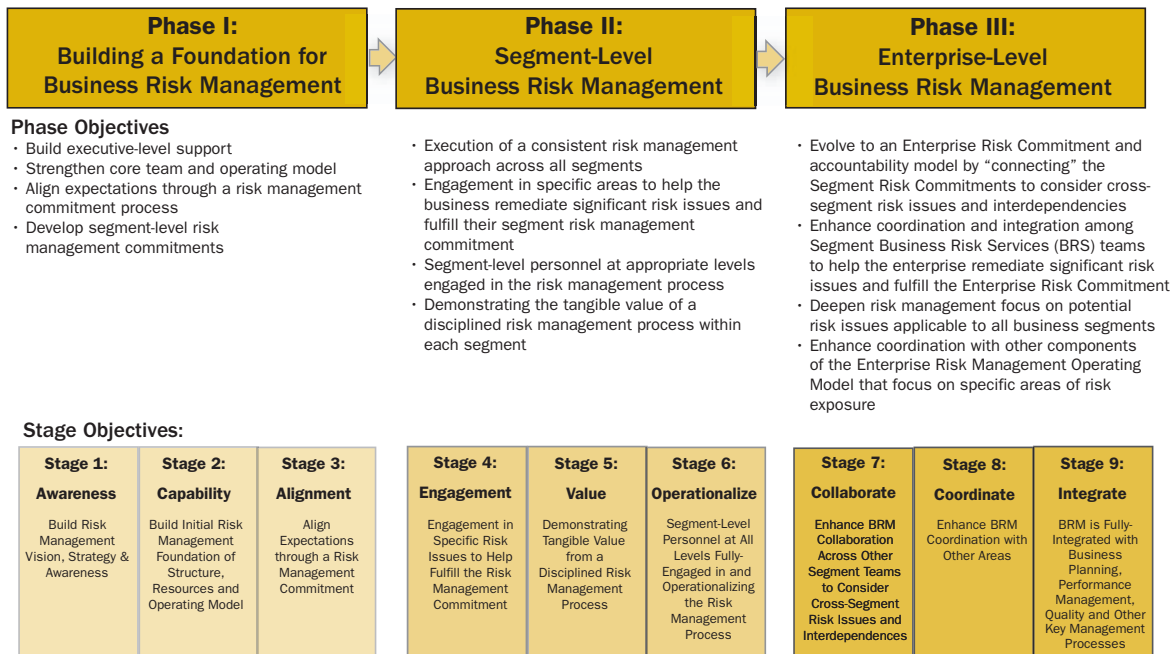 Phase I:
Building a Foundation for
Business Risk Management
Phase II:
Segment-Level
Business Risk Management
Phase III:
Enterprise-Level
Business Risk Management
Phase Objectives
· Build executive-level support
· Strengthen core team and operating model
· Align expectations through a risk management
commitment process
· Develop segment-level risk
management commitments
· Execution of a consistent risk management
approach across all segments
· Engagement in specific areas to help the
business remediate significant risk issues and
fulfill their segment risk management
commitment
· Segment-level personnel at appropriate levels
engaged in the risk management process
· Demonstrating the tangible value of a
disciplined risk management process within
each segment
· Evolve to an Enterprise Risk Commitment and
accountability model by “connecting” the
Segment Risk Commitments to consider cross-
segment risk issues and interdependencies
· Enhance coordination and integration among
Segment Business Risk Services (BRS) teams
to help the enterprise remediate significant risk
issues and fulfill the Enterprise Risk Commitment
· Deepen risk management focus on potential
risk issues applicable to all business segments
· Enhance coordination with other components
of the Enterprise Risk Management Operating
Model that focus on specific areas of risk
exposure
Stage Objectives:
Stage 1:
Awareness
Build Risk
Management
Vision, Strategy &
Awareness
Stage 2:
Capability
Build Initial Risk
Management
Foundation of
Structure,
Resources and
Operating Model
Stage 3:
Alignment
Align
Expectations
through a Risk
Management
Commitment
Stage 4:
Engagement
Engagement in
Specific Risk
Issues to Help
Fulfill the Risk
Management
Commitment
Stage 5:
Value
Demonstrating
Tangible Value
from a
Disciplined Risk
Management
Process
Stage 6:
Operationalize
Segment-Level
Personnel at All
Levels Fully-
Engaged in and
Operationalizing
the Risk
Management
Process
Stage 7:
Collaborate
Enhance BRM
Collaboration
Across Other
Segment Teams
to Consider
Cross-Segment
Risk Issues and
Interdependences
Stage 8:
Coordinate
Enhance BRM
Coordination with
Other Areas
Stage 9:
Integrate
BRM is Fully-
Integrated with
Business
Planning,
Performance
Management,
Quality and Other
Key Management
Processes